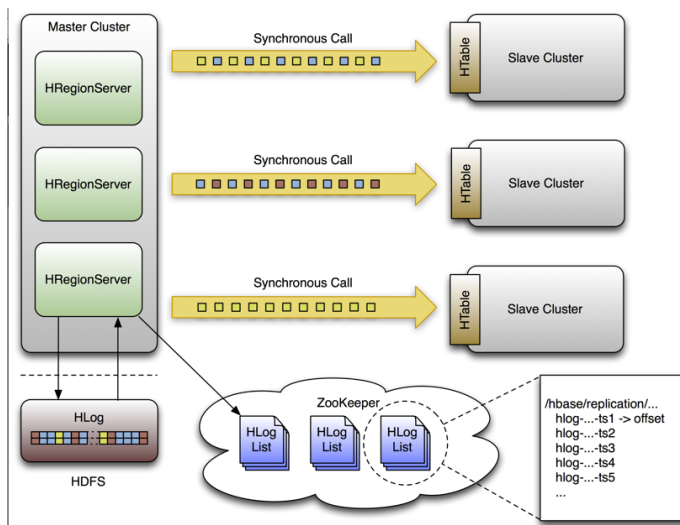 Master Cluster
HRegionServer
HRegionServer
HRegionServer
Synchronous Call
HTable
Slave Cluster
Synchronous Call
HTable
Slave Cluster
Synchronous Call
HTable
Slave Cluster
HLog
HDFS
ZooKeeper
HLog
List
HLog
List
HLog
List
/hbase/replication/...
hlog-...-ts1 -> offset
hlog-...-ts2
hlog-...-ts3
hlog-...-ts4
hlog-...-ts5
...